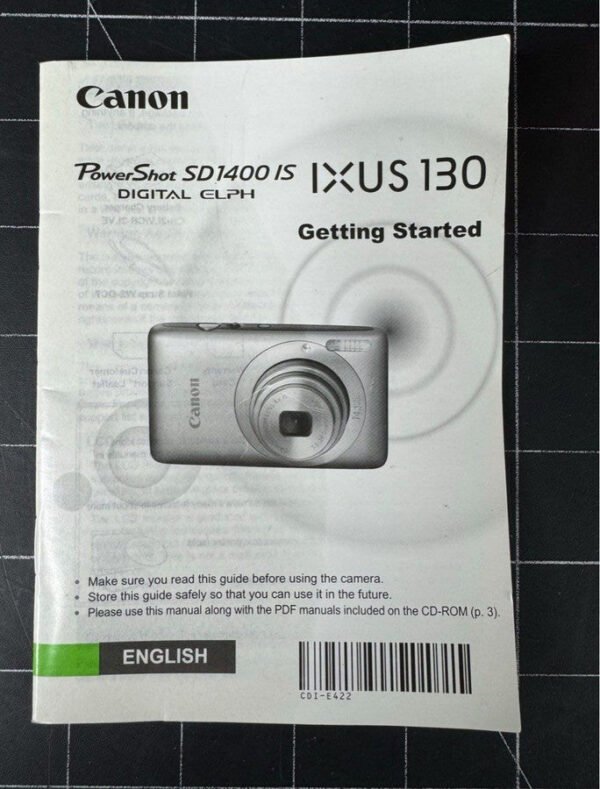 Canon
PowerShot SD1400 IS IXUS 130
DIGITAL ELPH
Getting Started
Canon
• Make sure you read this guide before using the camera.
• Store this guide safely so that you can use it in the future.
• Please use this manual along with the PDF manuals included on the CD-ROM (p. 3).
ENGLISH
CDI-E422